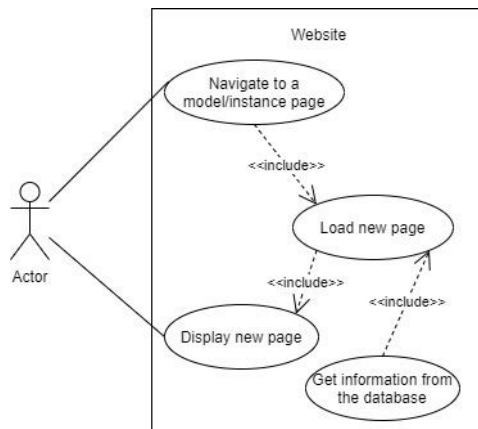 Website
Navigate to a
model/instance page
<<include>>
Load new page
Actor
<<include>>
<<include>>
Display new page
Get information from
the database